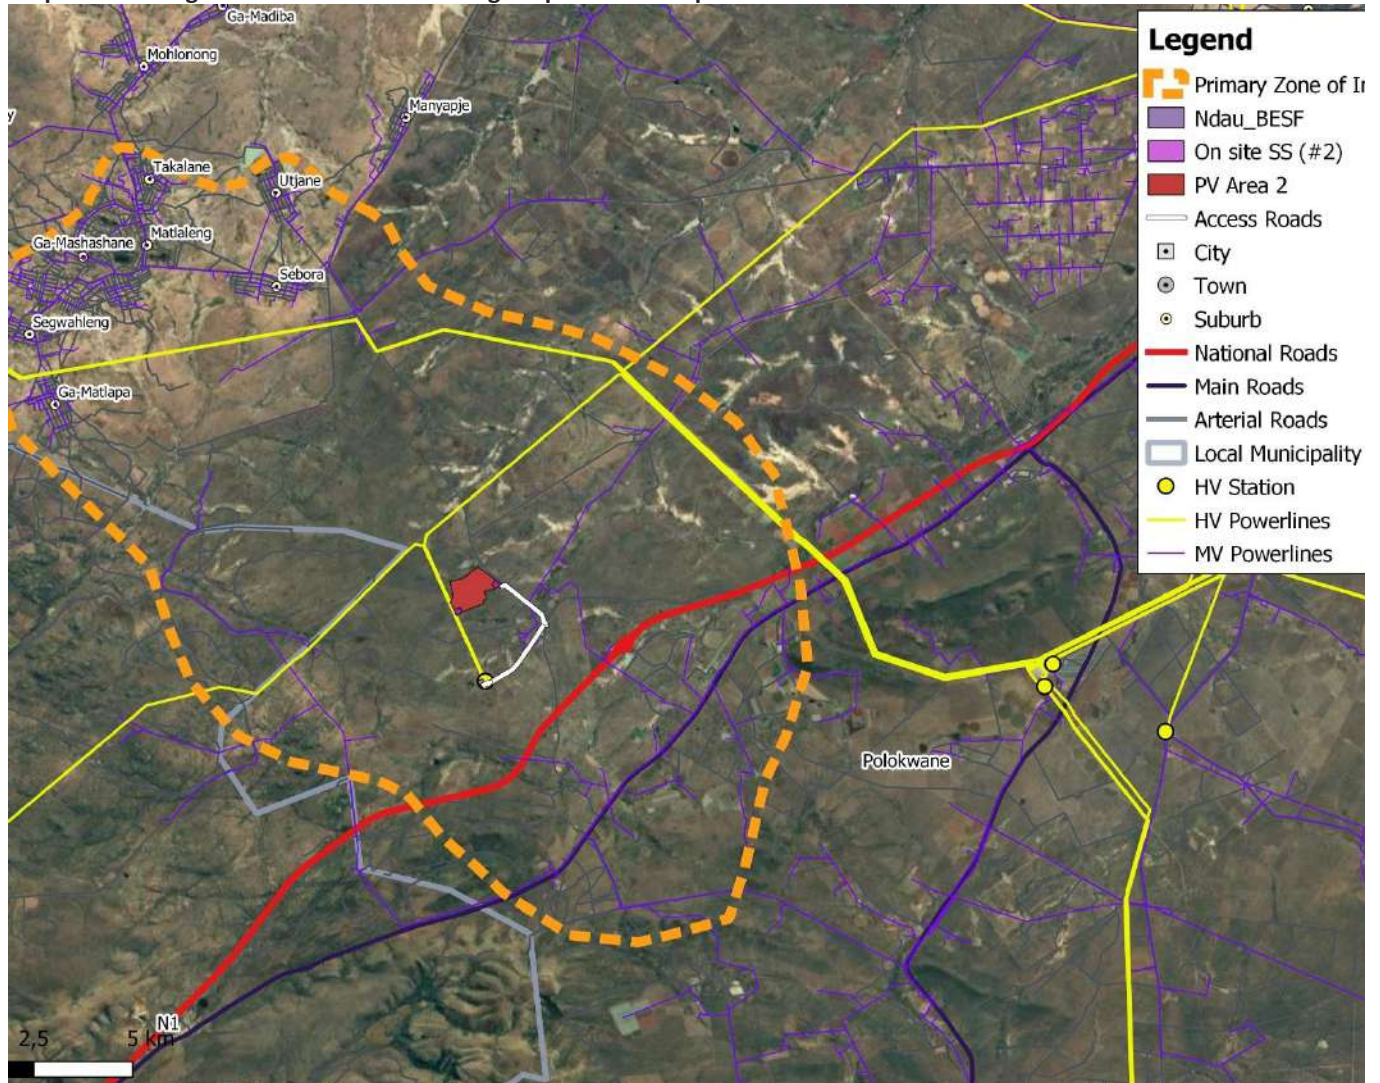 Ga-Madiba
Mohlonong
Manyapje
y
Takalane
Utjane
Matlaleng
Ga-Mashashane
Sebora
Segwahleng
Ga-Matlapa
Polokwane
N1
2,5 5 km
Legend
Primary Zone of Ir
Ndau_BESF
On site SS (#2)
PV Area 2
Access Roads
City
Town
Suburb
National Roads
Main Roads
Arterial Roads
Local Municipality
HV Station
HV Powerlines
MV Powerlines